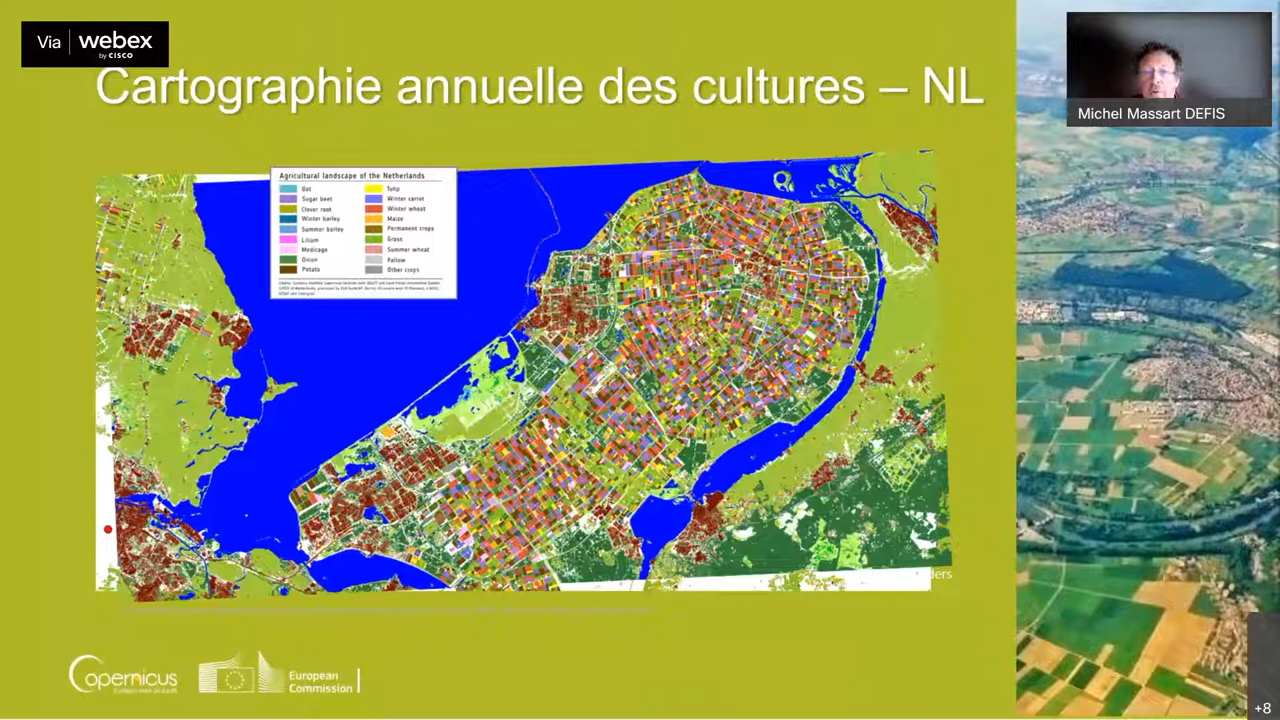 Via webex
by CISCO
Cartographie annuelle des cultures – NL
Michel Massart DEFIS
Agricultural landscape of the Netherlands
Oat
Sugar beet
Clover root
Winter barley
Summer barley
Lilium
Medicago
Onion
Potato
Tulip
Winter carrot
Winter wheat
Maize
Permanent crops
Grass
Summer wheat
Fallow
Other crops
ders
Copernicus
European
Commission
+8